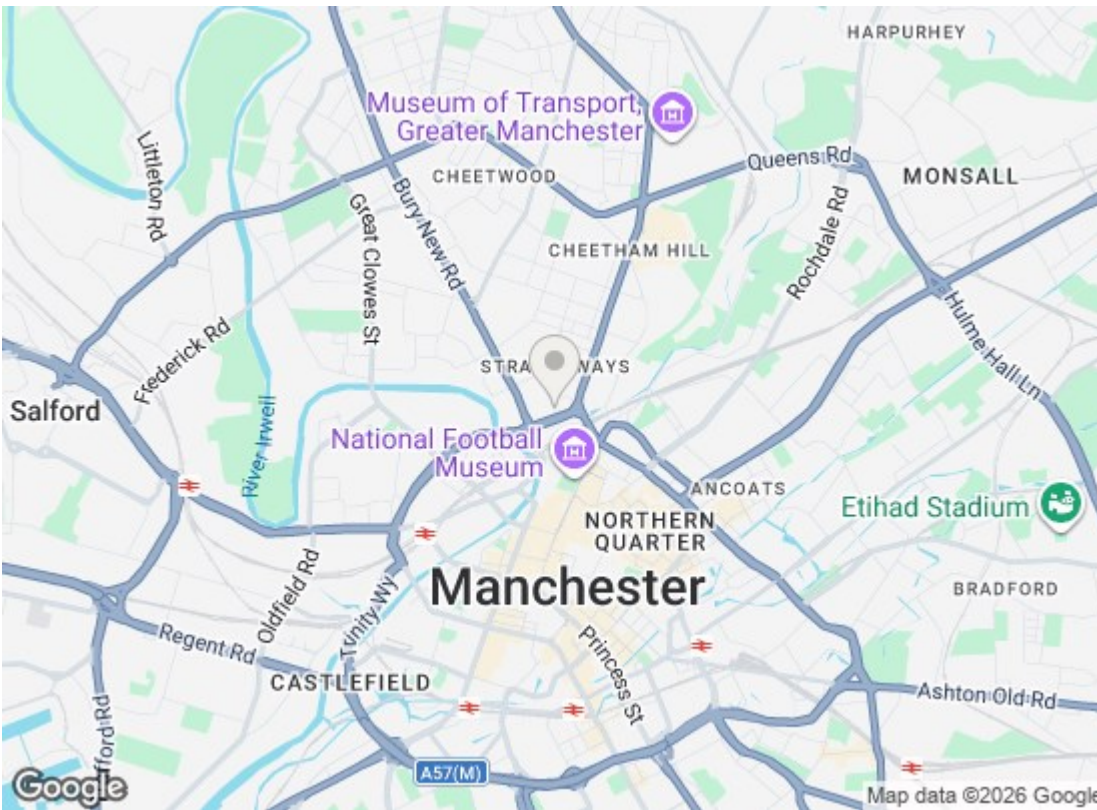 HARPURHEY
Museum of Transport,
Greater Manchester
Littleton Rd
CHEETWOOD
Queens Rd
MONSALL
Great Clowes St
Bury New Rd
CHEETHAM HILL
Rochdale Rd
Hulme Hall Ln
Frederick Rd
Salford
River Irwell
National Football
Museum
ANCOATS
Etihad Stadium
NORTHERN
QUARTER
Manchester
BRADFORD
Oldfield Rd
Regent Rd
Trinity Wy
Princess St
CASTLEFIELD
Ashton Old Rd
A57(M)
Google
Map data ©2026 Google